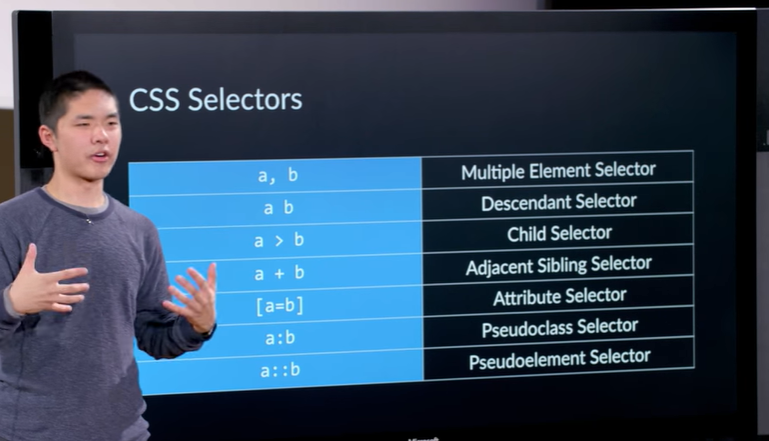 CSS Selectors
a, b Multiple Element Selector
a b Descendant Selector
a > b Child Selector
a + b Adjacent Sibling Selector
[a=b] Attribute Selector
a:b Pseudoclass Selector
a::b Pseudoelement Selector